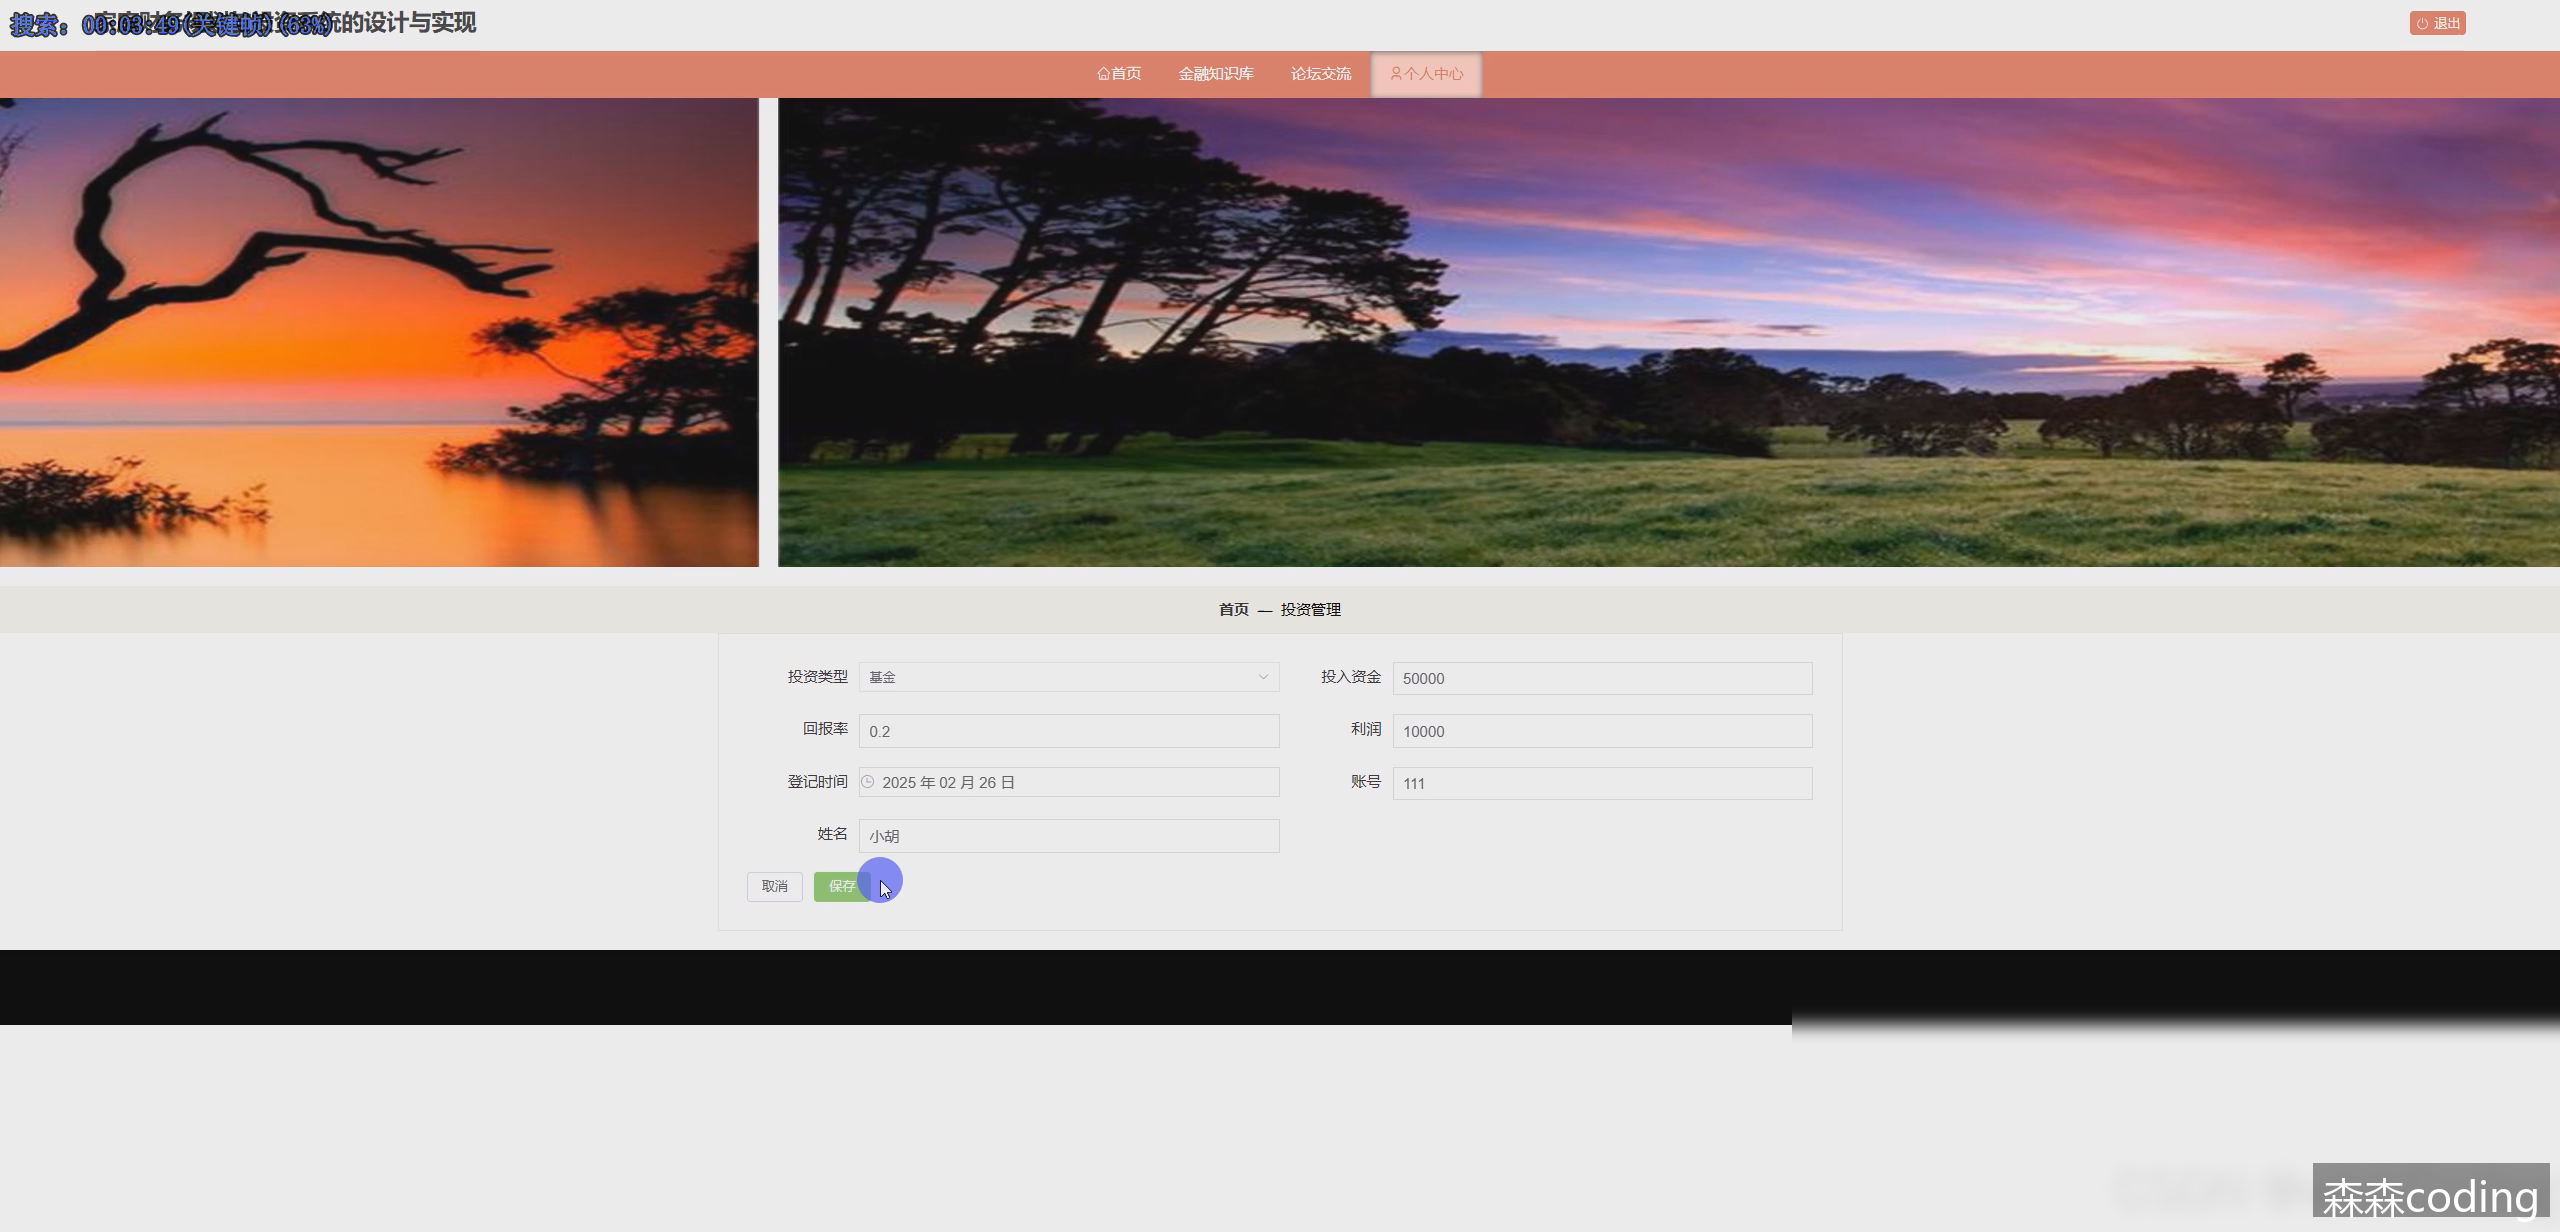 搜索: 00:03:49(关键帧)(63%)
系统的设计与实现
退出
首页 金融知识库 论坛交流 个人中心
首页 — 投资管理
投资类型 基金 投入资金 50000
回报率 0.2 利润 10000
登记时间 2025 年 02 月 26 日 账号 111
姓名 小胡
取消 保存
森森coding